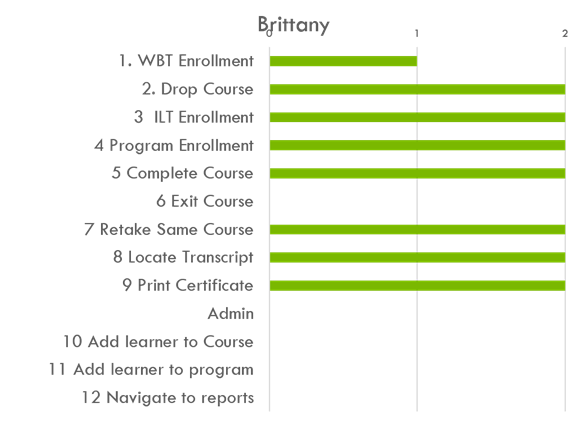 Brittany
0 1 2
1. WBT Enrollment
2. Drop Course
3  ILT Enrollment
4 Program Enrollment
5 Complete Course
6 Exit Course
7 Retake Same Course
8 Locate Transcript
9 Print Certificate
Admin
10 Add learner to Course
11 Add learner to program
12 Navigate to reports